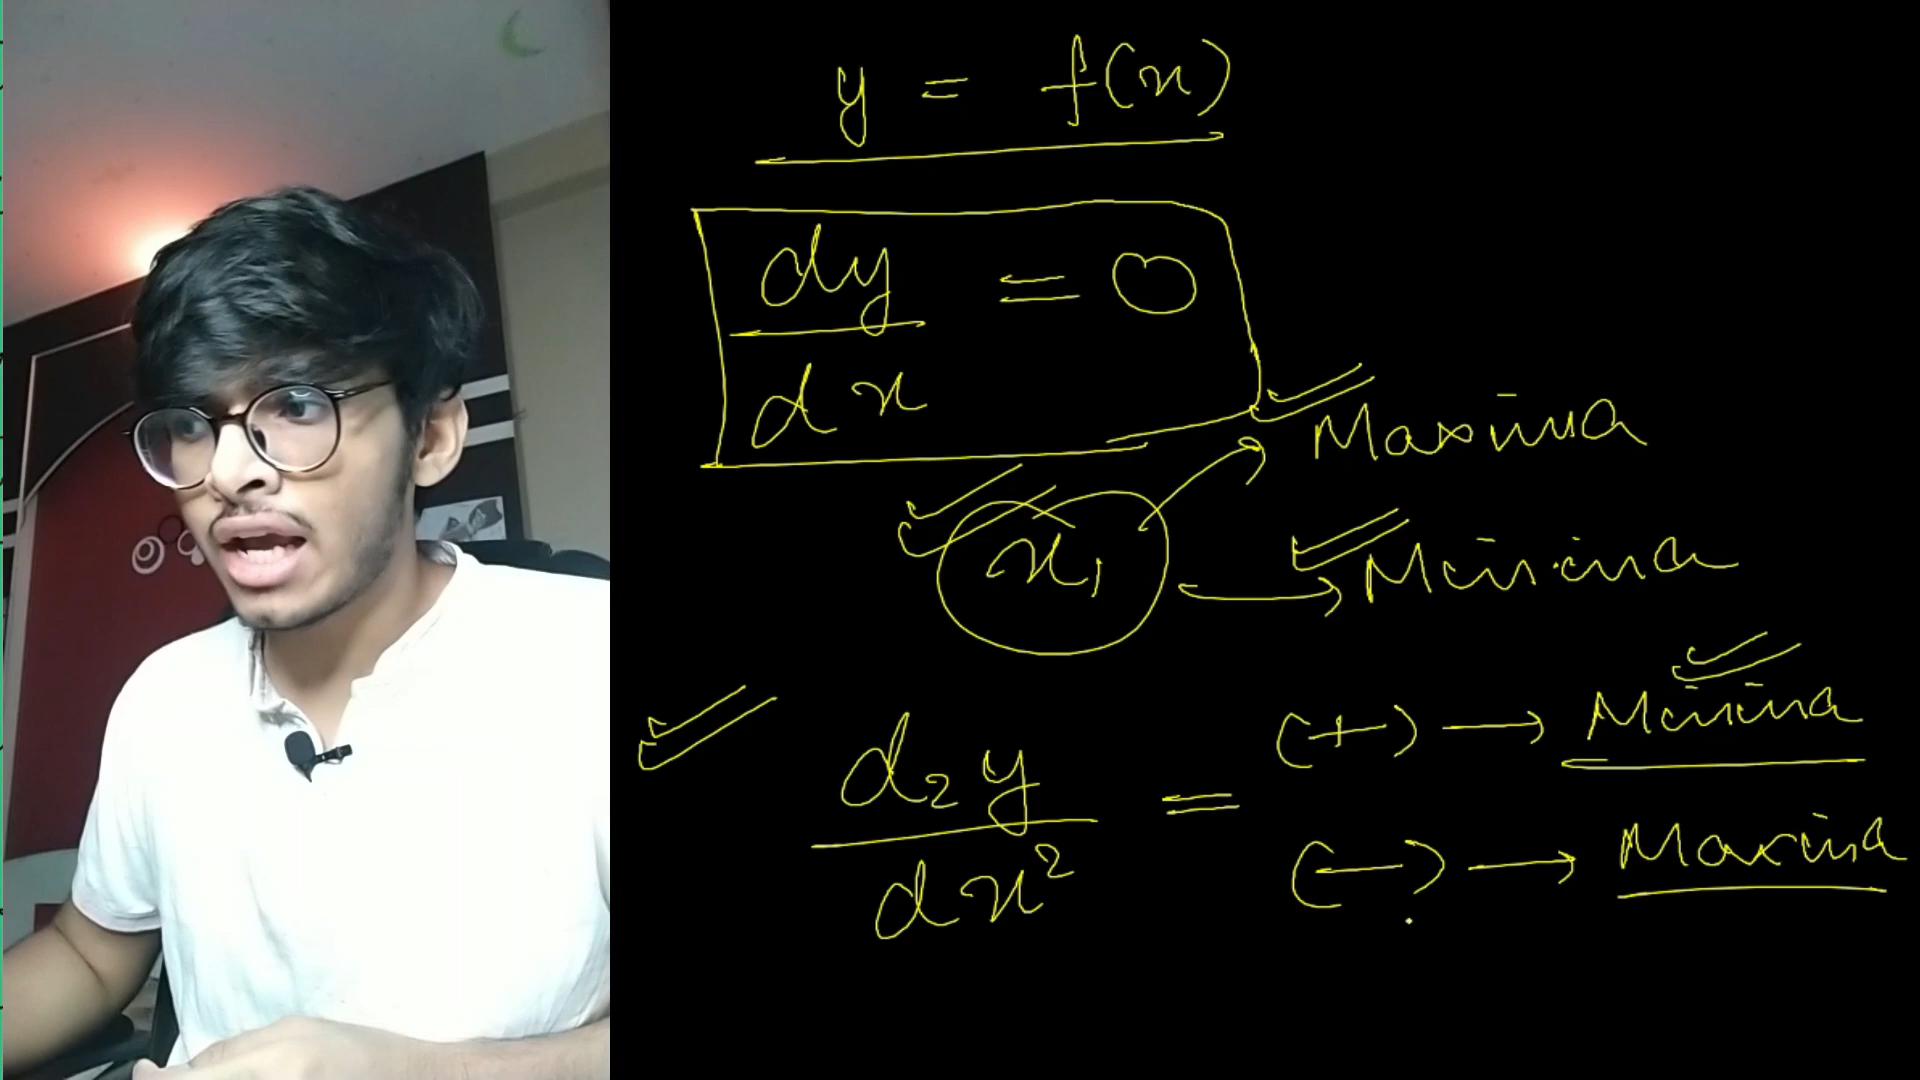 y = f(x)
dy
dx
= 0
Maxima
x₁
Minima
d₂y
dx²
=
(+) → Minima
(−) → Maxima